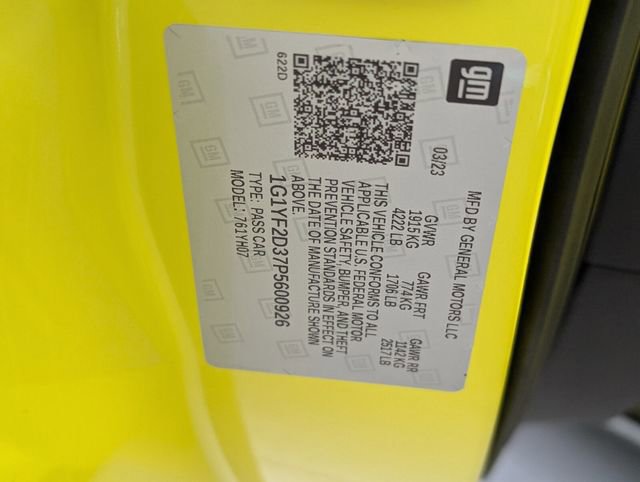 gm
MFD BY GENERAL MOTORS LLC
03/23
GVWR GAWR FRT GAWR RR
1915 KG 774 KG 1142 KG
4222 LB 1706 LB 2517 LB
THIS VEHICLE CONFORMS TO ALL
APPLICABLE U.S. FEDERAL MOTOR
VEHICLE SAFETY, BUMPER, AND THEFT
PREVENTION STANDARDS IN EFFECT ON
THE DATE OF MANUFACTURE SHOWN
ABOVE.
1G1YF2D37P5600926
TYPE: PASS CAR
MODEL: 761YH07
622D